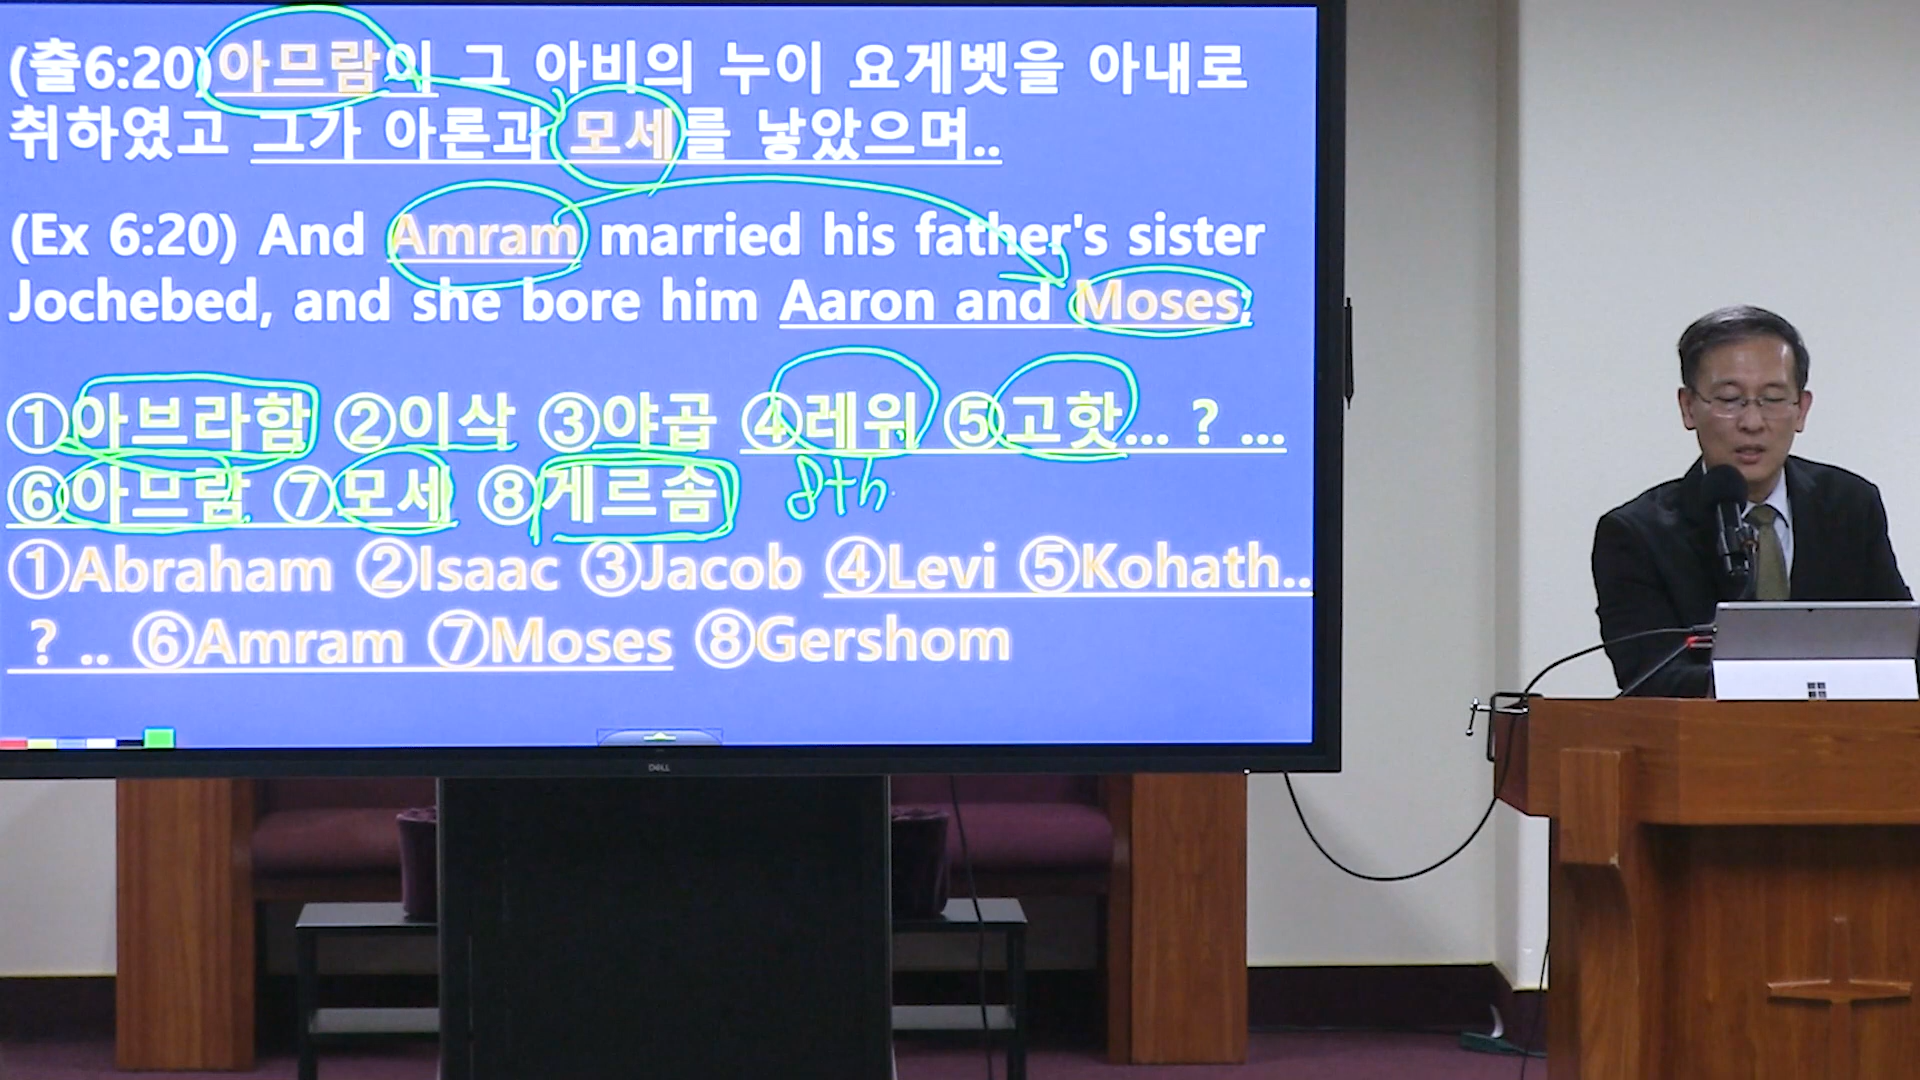 (출6:20)아므람이 그 아비의 누이 요게벳을 아내로
취하였고 그가 아론과 모세를 낳았으며..
(Ex 6:20) And Amram married his father's sister
Jochebed, and she bore him Aaron and Moses;
①아브라함 ②이삭 ③야곱 ④레위 ⑤고핫... ? ...
⑥아므람 ⑦모세 ⑧게르솜 8th
①Abraham ②Isaac ③Jacob ④Levi ⑤Kohath..
? .. ⑥Amram ⑦Moses ⑧Gershom
DELL